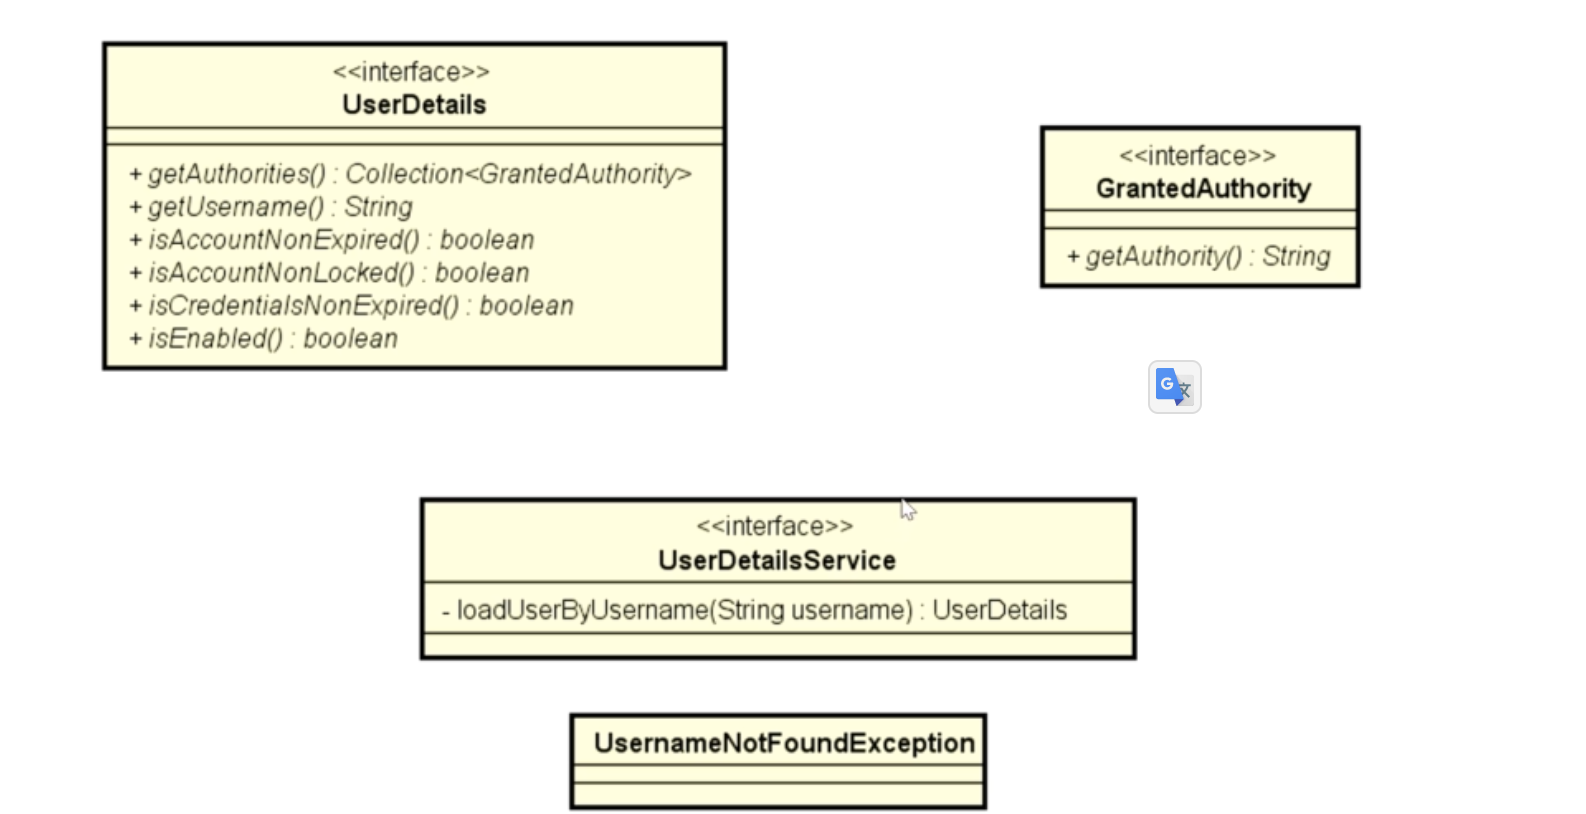 <<interface>>
UserDetails
+ getAuthorities() : Collection<GrantedAuthority>
+ getUsername() : String
+ isAccountNonExpired() : boolean
+ isAccountNonLocked() : boolean
+ isCredentialsNonExpired() : boolean
+ isEnabled() : boolean
<<interface>>
GrantedAuthority
+ getAuthority() : String
G 文
<<interface>>
UserDetailsService
- loadUserByUsername(String username) : UserDetails
UsernameNotFoundException